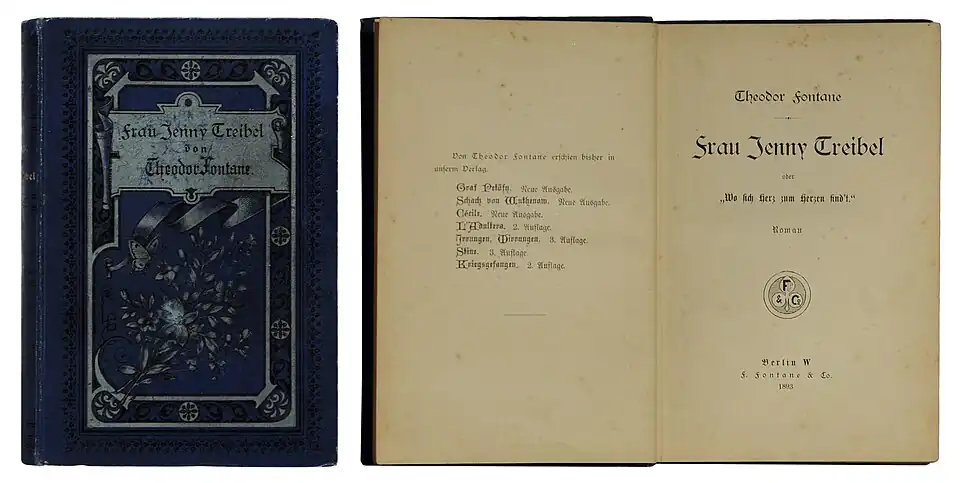 Frau Jenny Treibel
von
Theodor Fontane.
Von Theodor Fontane erschien bisher in
unserm Verlag.
Graf Petöfy. Neue Ausgabe.
Schach von Wuthenow. Neue Ausgabe.
Cécile. Neue Ausgabe.
L'Adultera. 2. Auflage.
Irrungen, Wirrungen. 3. Auflage.
Stine. 3. Auflage.
Kriegsgefangen. 2. Auflage.
Theodor Fontane
Frau Jenny Treibel
oder
„Wo sich Herz zum Herzen find't.“
Roman
F
& G
Berlin W
F. Fontane & Co.
1893